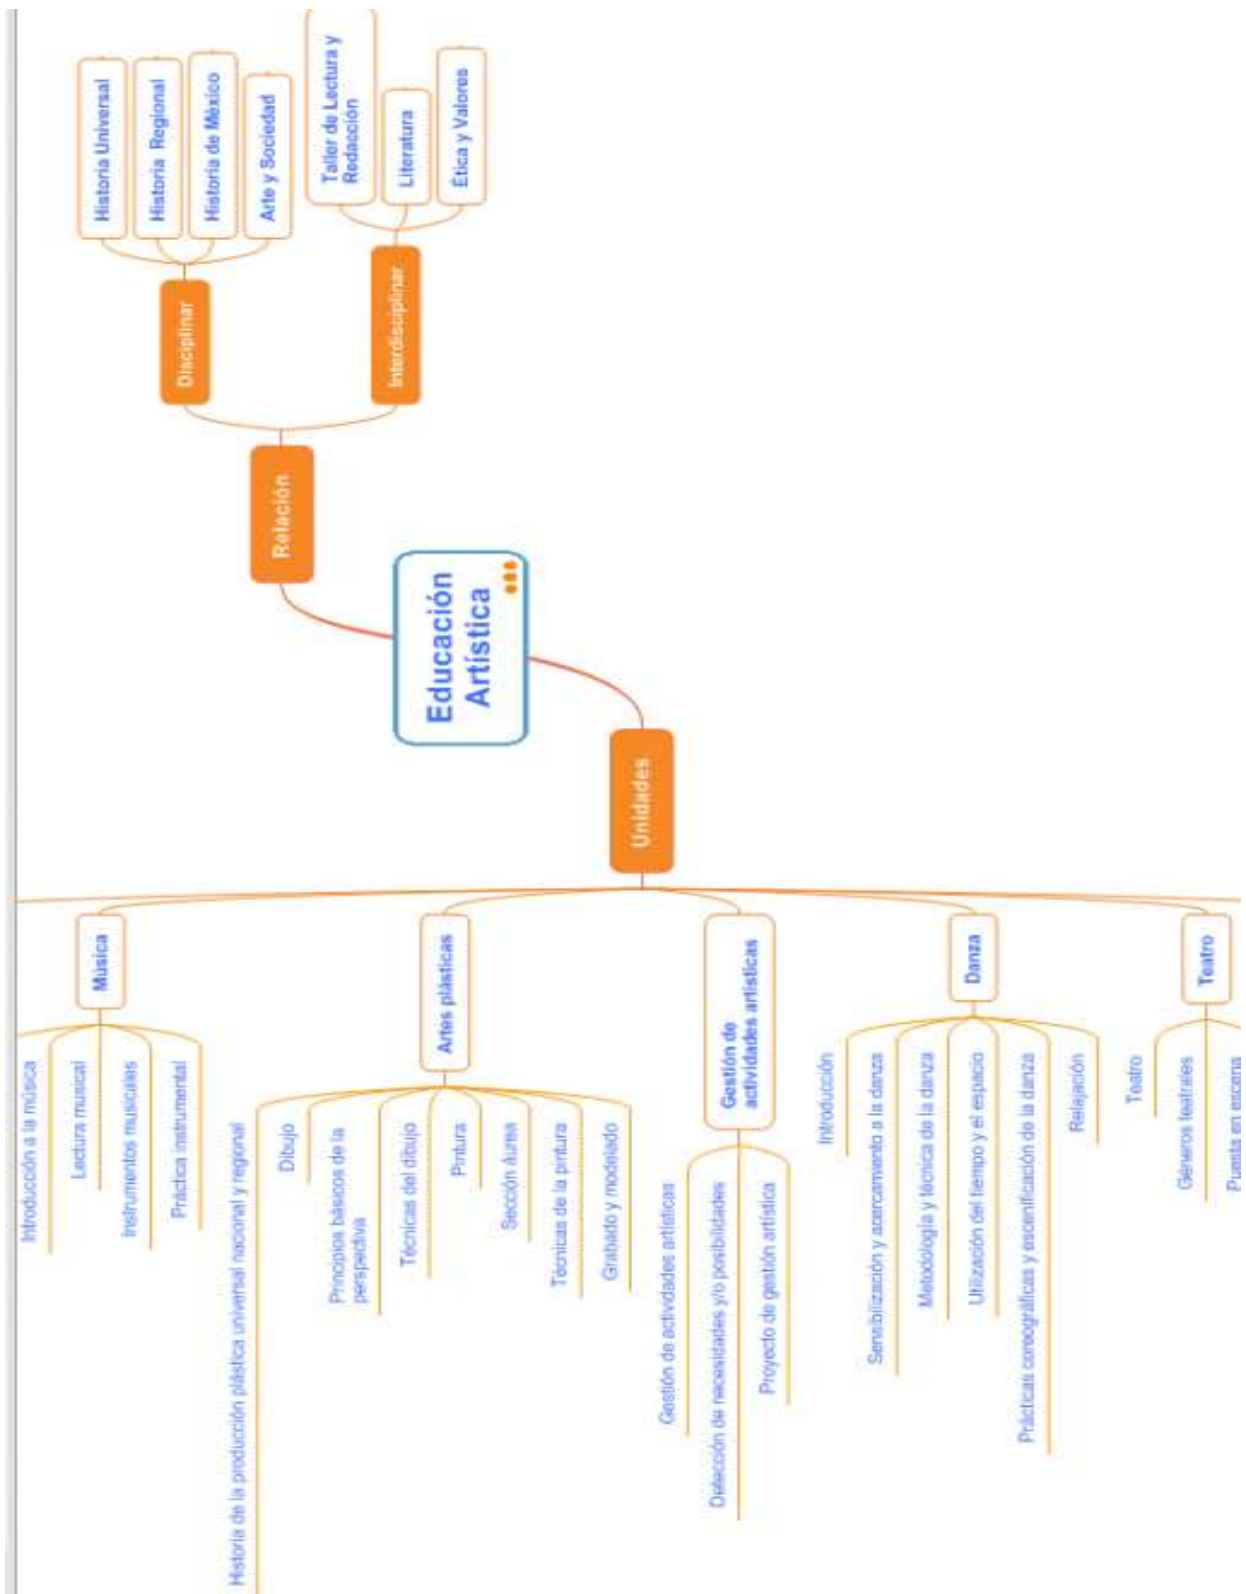 Educación
Artística
Relación
Disciplinar
Historia Universal
Historia Regional
Historia de México
Arte y Sociedad
Interdisciplinar
Taller de Lectura y
Redacción
Literatura
Ética y Valores
Unidades
Música
Introducción a la música
Lectura musical
Instrumentos musicales
Práctica instrumental
Artes plásticas
Historia de la producción plástica universal nacional y regional
Dibujo
Principios básicos de la
perspectiva
Técnicas del dibujo
Pintura
Sección áurea
Técnicas de la pintura
Grabado y modelado
Gestión de
actividades artísticas
Gestión de actividades artísticas
Detección de necesidades y/o posibilidades
Proyecto de gestión artística
Danza
Introducción
Sensibilización y acercamiento a la danza
Metodología y técnica de la danza
Utilización del tiempo y el espacio
Prácticas coreográficas y escenificación de la danza
Relajación
Teatro
Teatro
Géneros teatrales
Puesta en escena